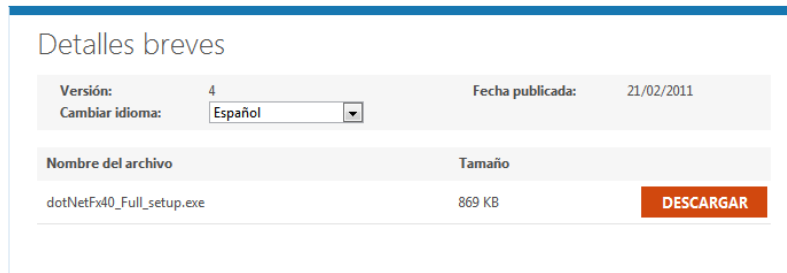 Detalles breves
Versión: 4 Fecha publicada: 21/02/2011
Cambiar idioma: Español
Nombre del archivo Tamaño
dotNetFx40_Full_setup.exe 869 KB DESCARGAR